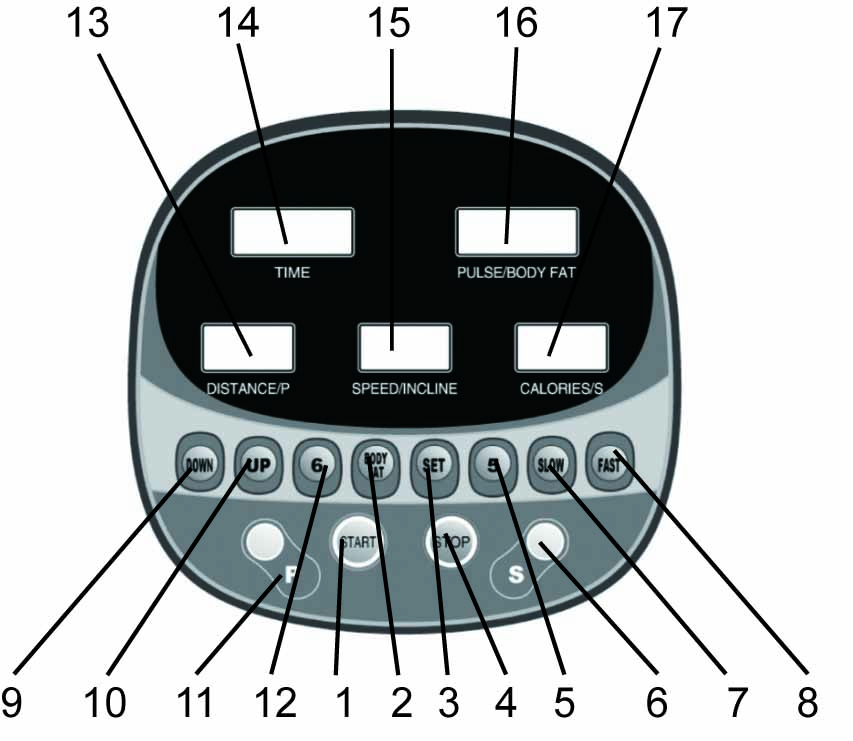 13 14 15 16 17
TIME PULSE/BODY FAT
DISTANCE/P SPEED/INCLINE CALORIES/S
DOWN UP 6 BODY FAT SET 5 SLOW FAST
START STOP
P S
9 10 11 12 1 2 3 4 5 6 7 8